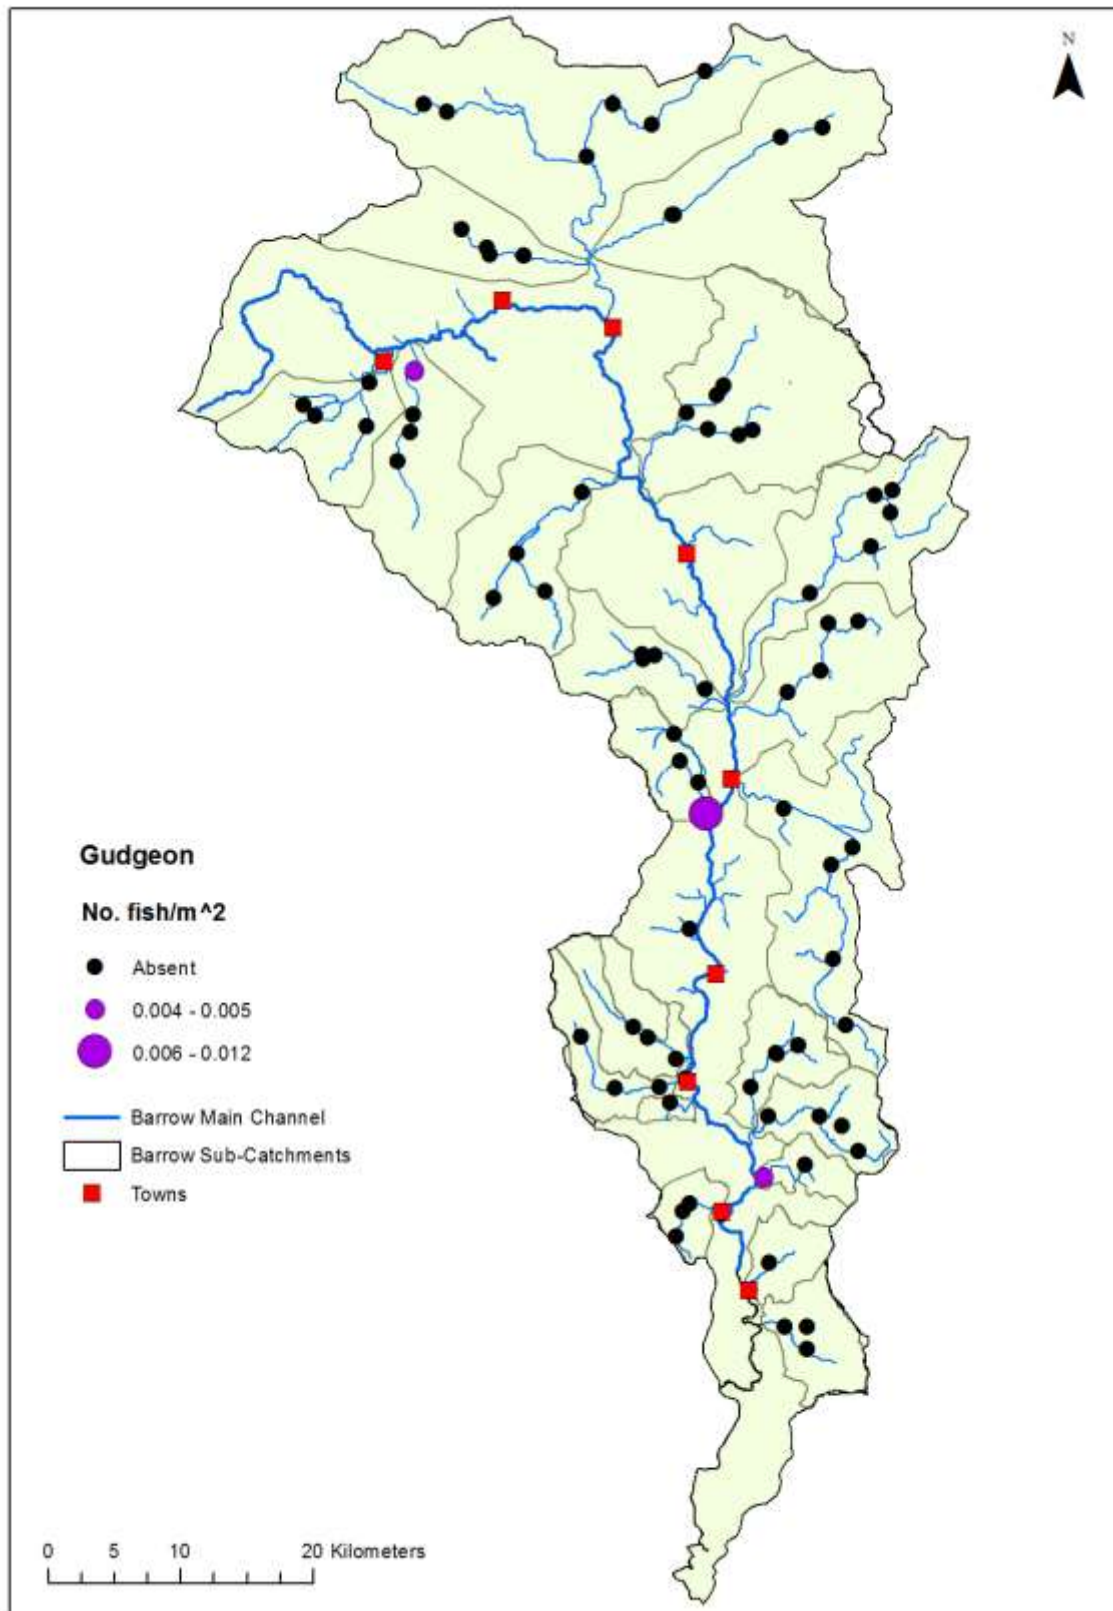 N
Gudgeon
No. fish/m^2
Absent
0.004 - 0.005
0.006 - 0.012
Barrow Main Channel
Barrow Sub-Catchments
Towns
0 5 10 20 Kilometers